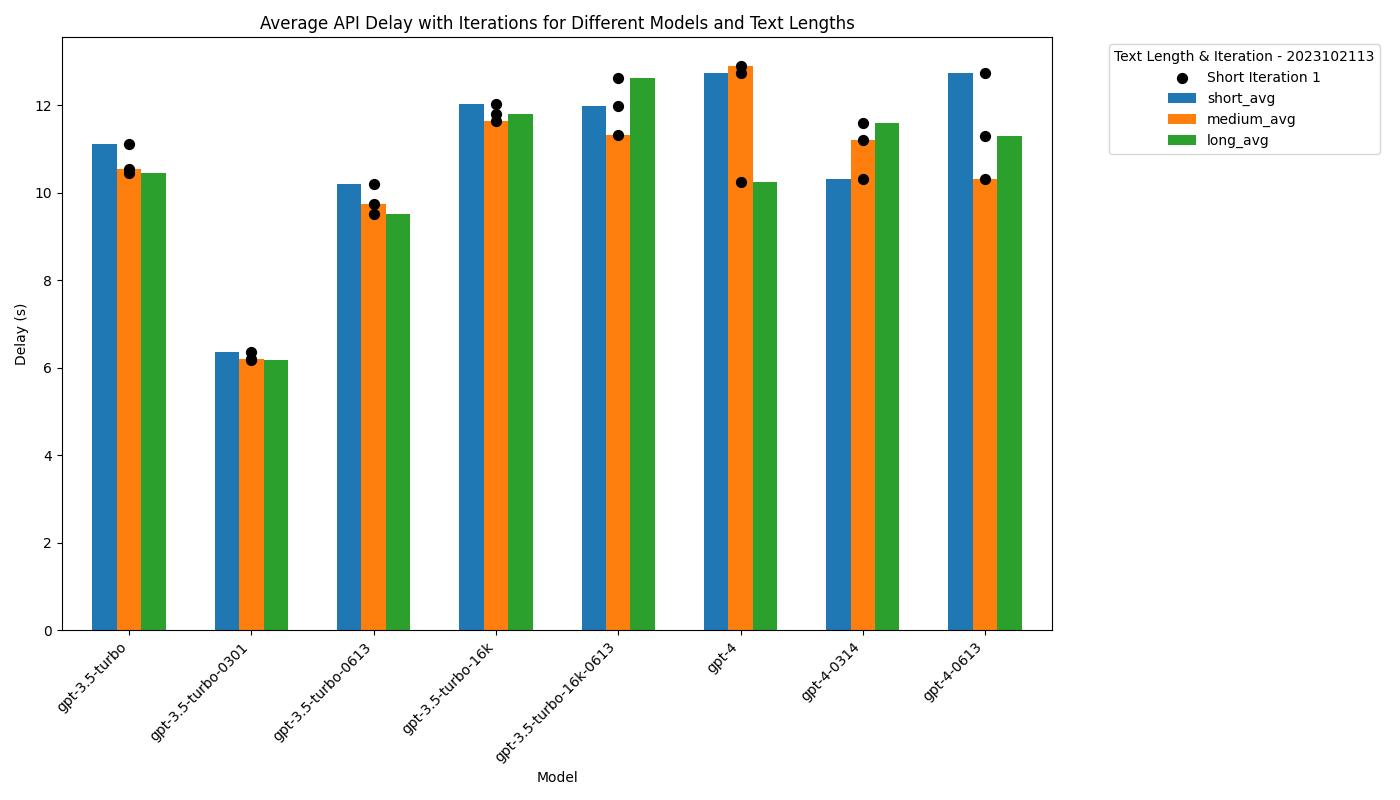 Average API Delay with Iterations for Different Models and Text Lengths
Text Length & Iteration - 2023102113
Short Iteration 1
short_avg
medium_avg
long_avg
Delay (s)
12
10
8
6
4
2
0
gpt-3.5-turbo
gpt-3.5-turbo-0301
gpt-3.5-turbo-0613
gpt-3.5-turbo-16k
gpt-3.5-turbo-16k-0613
gpt-4
gpt-4-0314
gpt-4-0613
Model